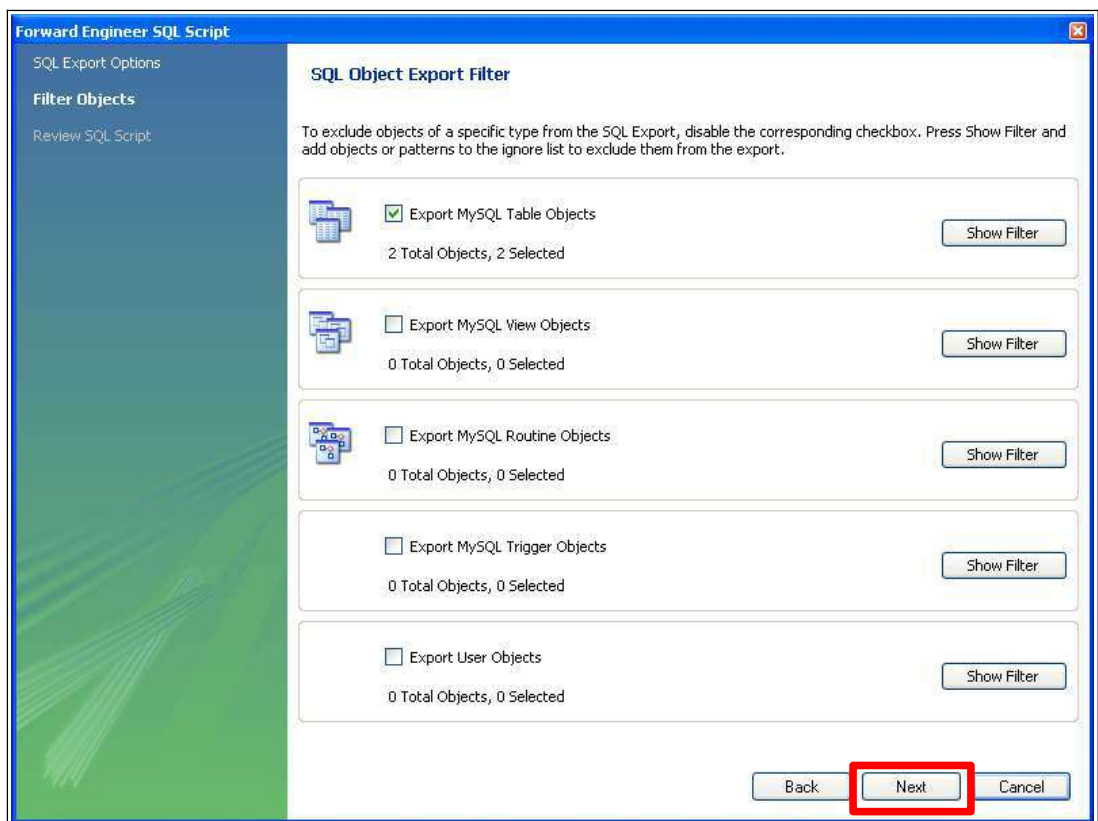 Forward Engineer SQL Script
SQL Export Options
Filter Objects
Review SQL Script
SQL Object Export Filter
To exclude objects of a specific type from the SQL Export, disable the corresponding checkbox. Press Show Filter and
add objects or patterns to the ignore list to exclude them from the export.
Export MySQL Table Objects
2 Total Objects, 2 Selected
Show Filter
Export MySQL View Objects
0 Total Objects, 0 Selected
Show Filter
Export MySQL Routine Objects
0 Total Objects, 0 Selected
Show Filter
Export MySQL Trigger Objects
0 Total Objects, 0 Selected
Show Filter
Export User Objects
0 Total Objects, 0 Selected
Show Filter
Back Next Cancel